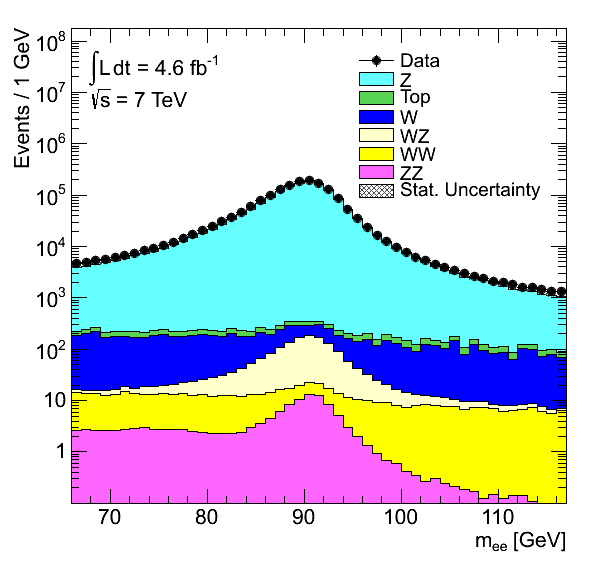 Events / 1 GeV
10⁸
10⁷
10⁶
10⁵
10⁴
10³
10²
10
1
∫L dt = 4.6 fb⁻¹
√s = 7 TeV
Data
Z
Top
W
WZ
WW
ZZ
Stat. Uncertainty
70 80 90 100 110
mₑₑ [GeV]